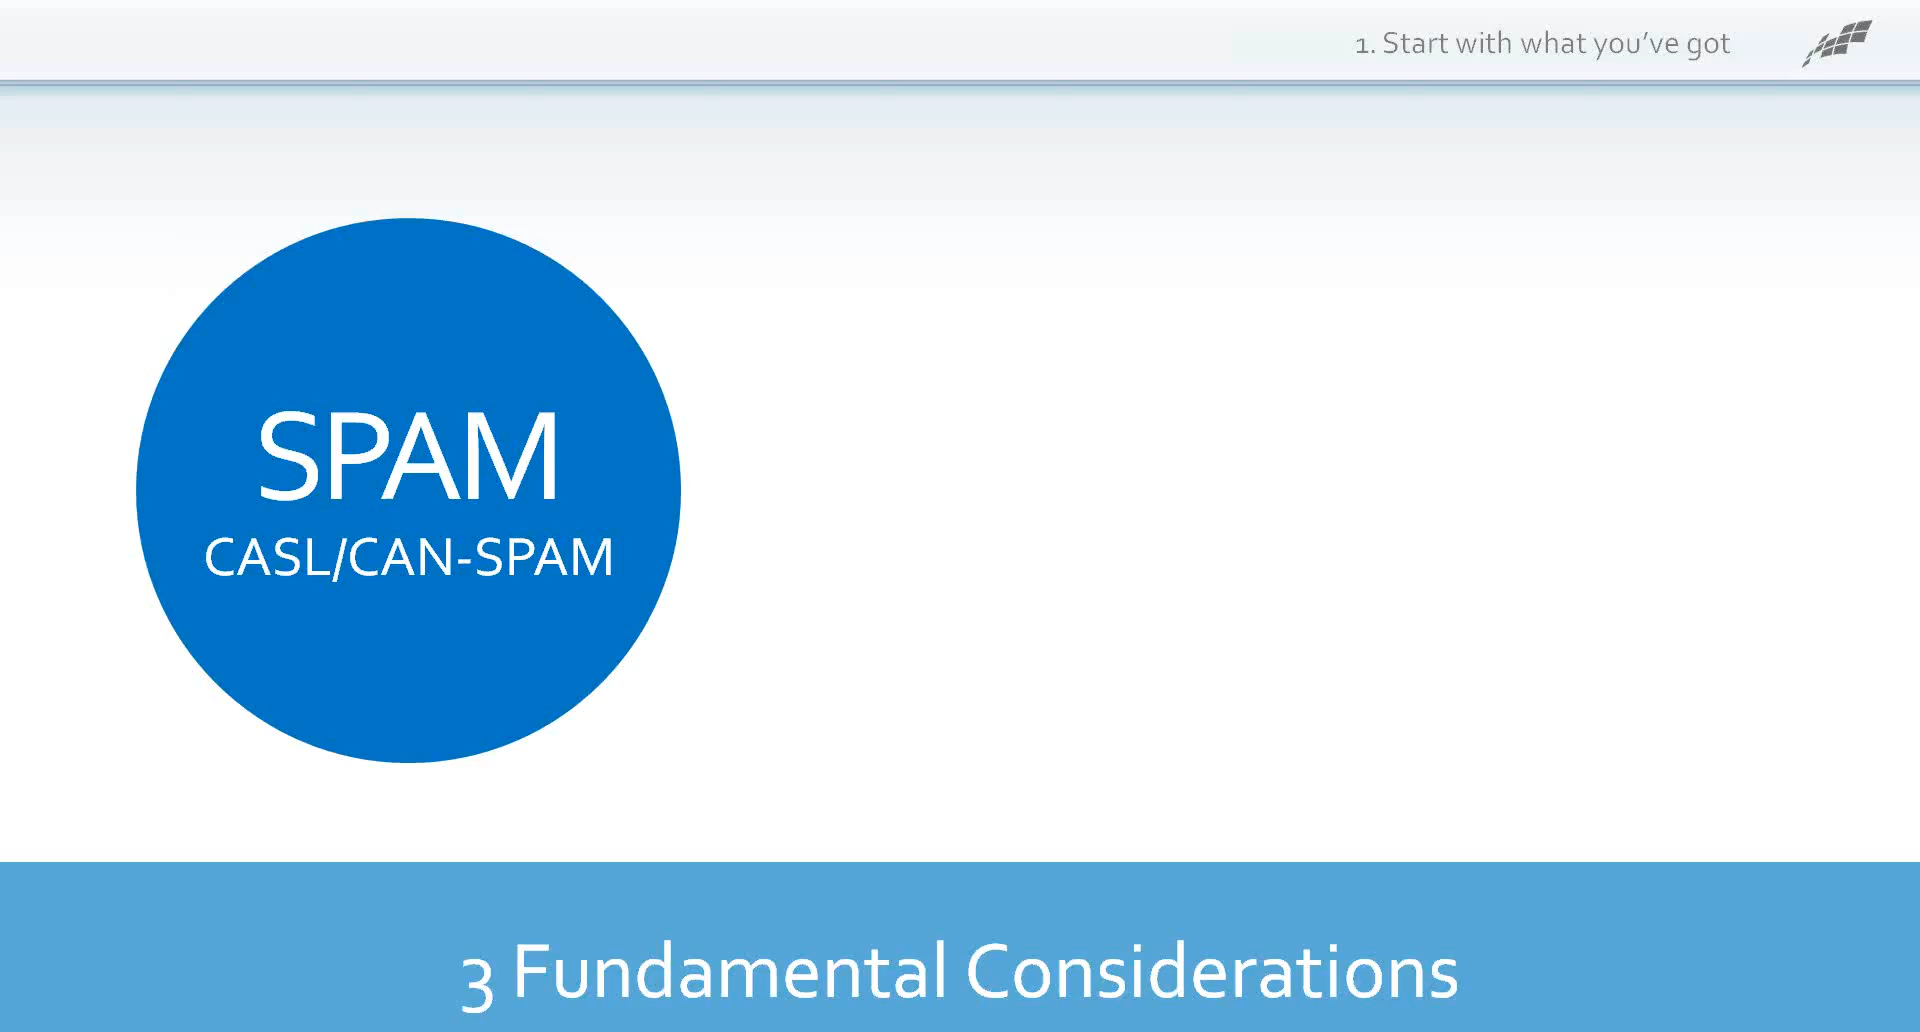 1. Start with what you’ve got
SPAM
CASL/CAN-SPAM
3 Fundamental Considerations